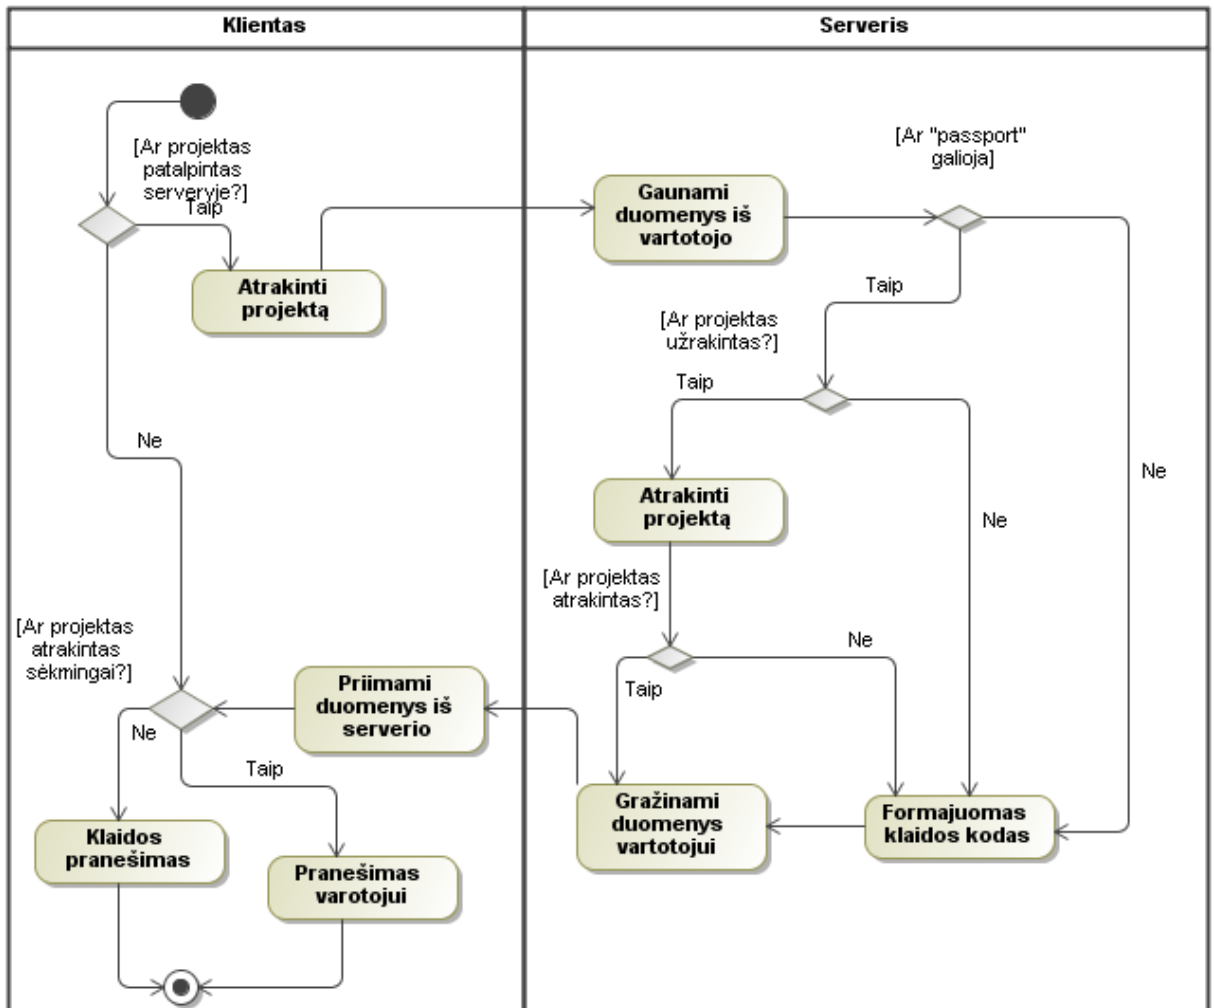 Klientas
Serveris
[Ar projektas
patalpintas
serveryje?]
Taip
Atrakinti
projektą
Gaunami
duomenys iš
vartotojo
[Ar "passport"
galioja]
Taip
[Ar projektas
užrakintas?]
Taip
Ne
Ne
Ne
Atrakinti
projektą
[Ar projektas
atrakintas?]
Ne
Taip
[Ar projektas
atrakintas
sėkmingai?]
Priimami
duomenys iš
serverio
Ne
Taip
Klaidos
pranešimas
Pranešimas
varotojui
Gražinami
duomenys
vartotojui
Formajuomas
klaidos kodas